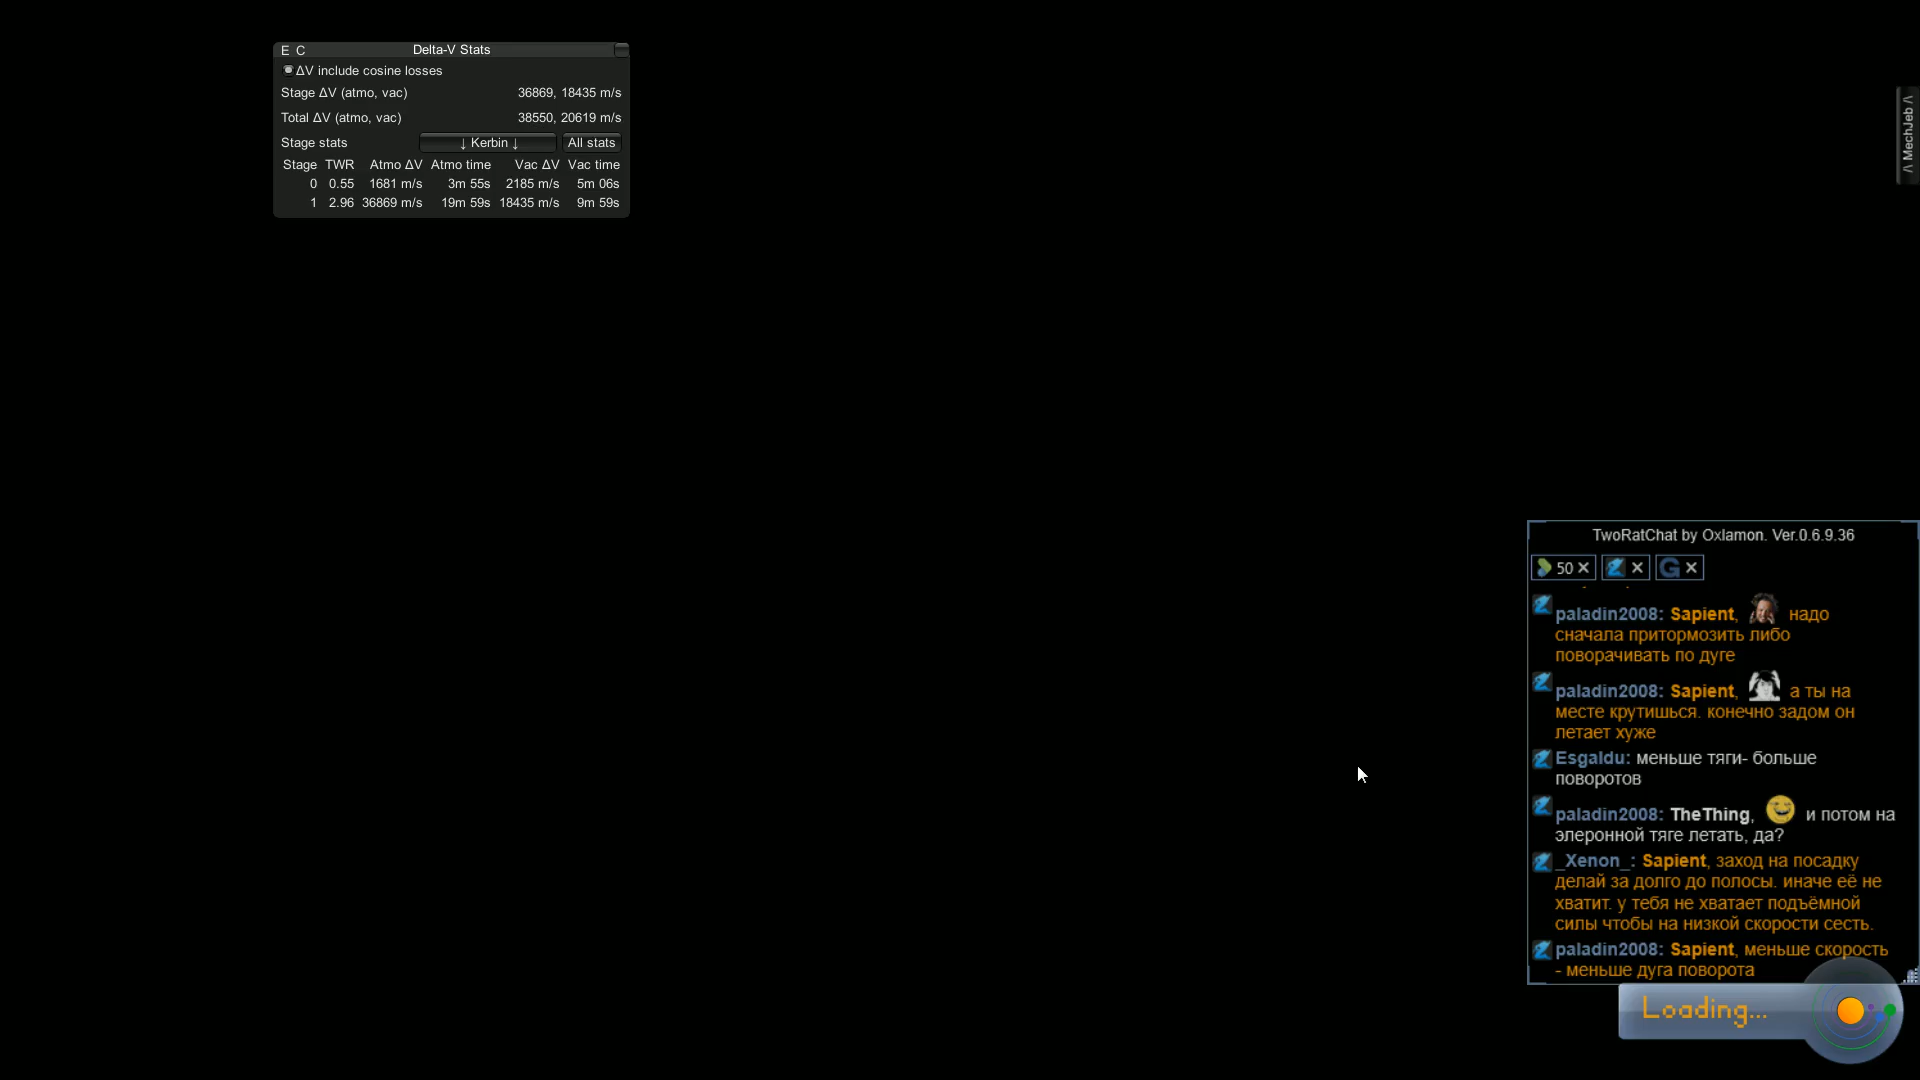 E C Delta-V Stats
ΔV include cosine losses
Stage ΔV (atmo, vac) 36869, 18435 m/s
Total ΔV (atmo, vac) 38550, 20619 m/s
Stage stats ↓ Kerbin ↓ All stats
Stage TWR Atmo ΔV Atmo time Vac ΔV Vac time
0 0.55 1681 m/s 3m 55s 2185 m/s 5m 06s
1 2.96 36869 m/s 19m 59s 18435 m/s 9m 59s
/\ MechJeb /\
TwoRatChat by Oxlamon. Ver.0.6.9.36
50 ✕ ✕ G ✕
paladin2008: Sapient, надо
сначала притормозить либо
поворачивать по дуге
paladin2008: Sapient, а ты на
месте крутишься. конечно задом он
летает хуже
Esgaldu: меньше тяги- больше
поворотов
paladin2008: TheThing, и потом на
элеронной тяге летать, да?
_Xenon_: Sapient, заход на посадку
делай за долго до полосы. иначе её не
хватит. у тебя не хватает подъёмной
силы чтобы на низкой скорости сесть.
paladin2008: Sapient, меньше скорость
- меньше дуга поворота
Loading...